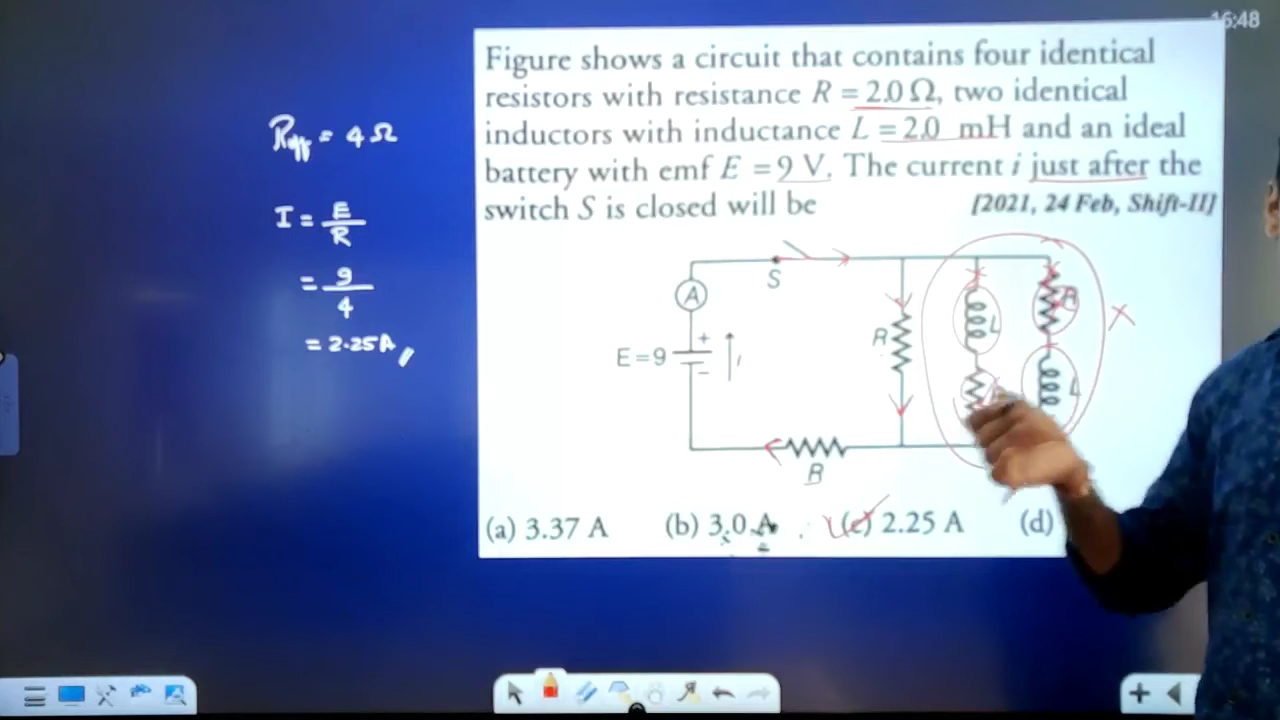 16:48
Figure shows a circuit that contains four identical
resistors with resistance R = 2.0 Ω, two identical
inductors with inductance L = 2.0 mH and an ideal
battery with emf E = 9 V. The current i just after the
switch S is closed will be
[2021, 24 Feb, Shift-II]
Reff = 4 Ω
I = E/R
= 9/4
= 2.25A
S
A
E = 9
+
-
R
L
R
L
R
(a) 3.37 A (b) 3.0 A (c) 2.25 A (d)